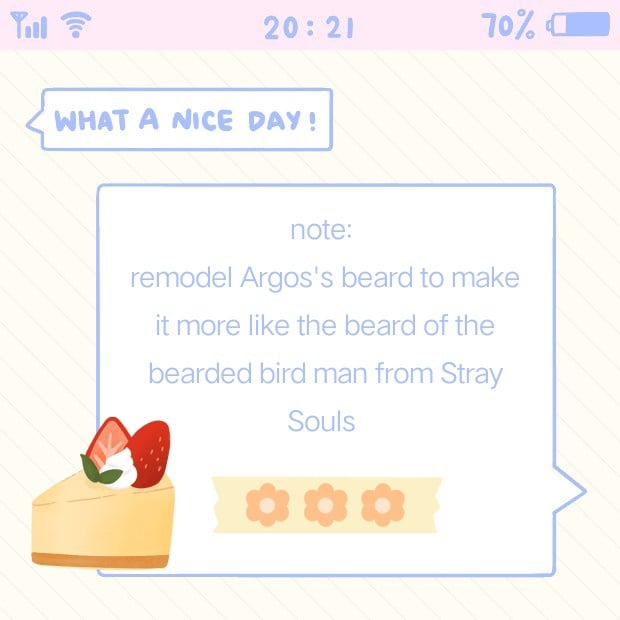 20:21
70%
WHAT A NICE DAY!
note:
remodel Argos's beard to make
it more like the beard of the
bearded bird man from Stray
Souls